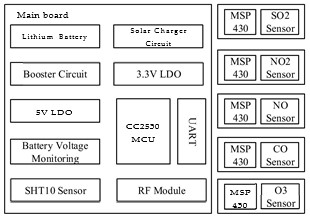 Main board
Lithium Battery
Solar Charger
Circuit
Booster Circuit
3.3V LDO
5V LDO
CC2530
MCU
UART
Battery Voltage
Monitoring
SHT10 Sensor
RF Module
MSP
430
SO2
Sensor
MSP
430
NO2
Sensor
MSP
430
NO
Sensor
MSP
430
CO
Sensor
MSP
430
O3
Sensor